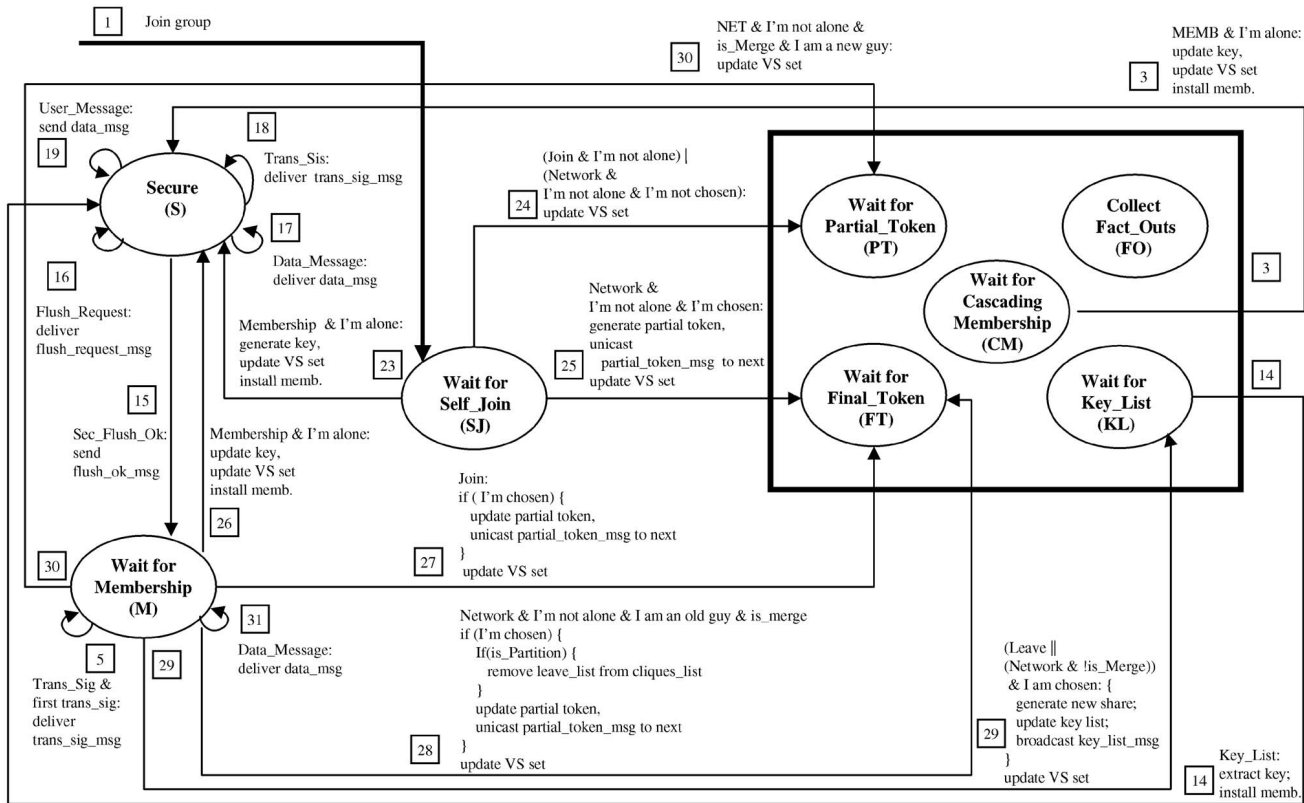 1
Join group
NET & I'm not alone &
is_Merge & I am a new guy:
update VS set
30
MEMB & I'm alone:
update key,
update VS set
install memb.
3
User_Message:
send data_msg
19
18
Trans_Sis:
deliver trans_sig_msg
Secure
(S)
17
Data_Message:
deliver data_msg
16
Flush_Request:
deliver
flush_request_msg
(Join & I'm not alone) |
(Network &
I'm not alone & I'm not chosen):
update VS set
24
Wait for
Partial_Token
(PT)
Collect
Fact_Outs
(FO)
Wait for
Cascading
Membership
(CM)
3
Network &
I'm not alone & I'm chosen:
generate partial token,
unicast
partial_token_msg to next
update VS set
25
Membership & I'm alone:
generate key,
update VS set
install memb.
23
Wait for
Self_Join
(SJ)
Wait for
Final_Token
(FT)
Wait for
Key_List
(KL)
14
15
Sec_Flush_Ok:
send
flush_ok_msg
Membership & I'm alone:
update key,
update VS set
install memb.
26
Join:
if ( I'm chosen) {
update partial token,
unicast partial_token_msg to next
}
update VS set
27
30
Wait for
Membership
(M)
5
Trans_Sig &
first trans_sig:
deliver
trans_sig_msg
29
31
Data_Message:
deliver data_msg
Network & I'm not alone & I am an old guy & is_merge
if (I'm chosen) {
If(is_Partition) {
remove leave_list from cliques_list
}
update partial token,
unicast partial_token_msg to next
}
update VS set
28
(Leave ||
(Network & !is_Merge))
& I am chosen: {
generate new share;
update key list;
broadcast key_list_msg
}
update VS set
29
14
Key_List:
extract key;
install memb.